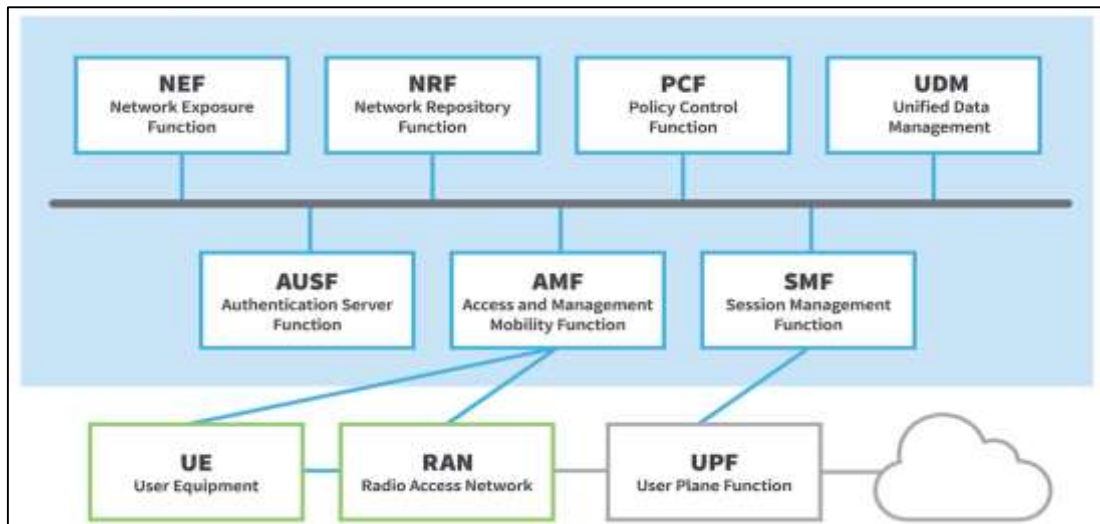 NEF
Network Exposure
Function
NRF
Network Repository
Function
PCF
Policy Control
Function
UDM
Unified Data
Management
AUSF
Authentication Server
Function
AMF
Access and Management
Mobility Function
SMF
Session Management
Function
UE
User Equipment
RAN
Radio Access Network
UPF
User Plane Function